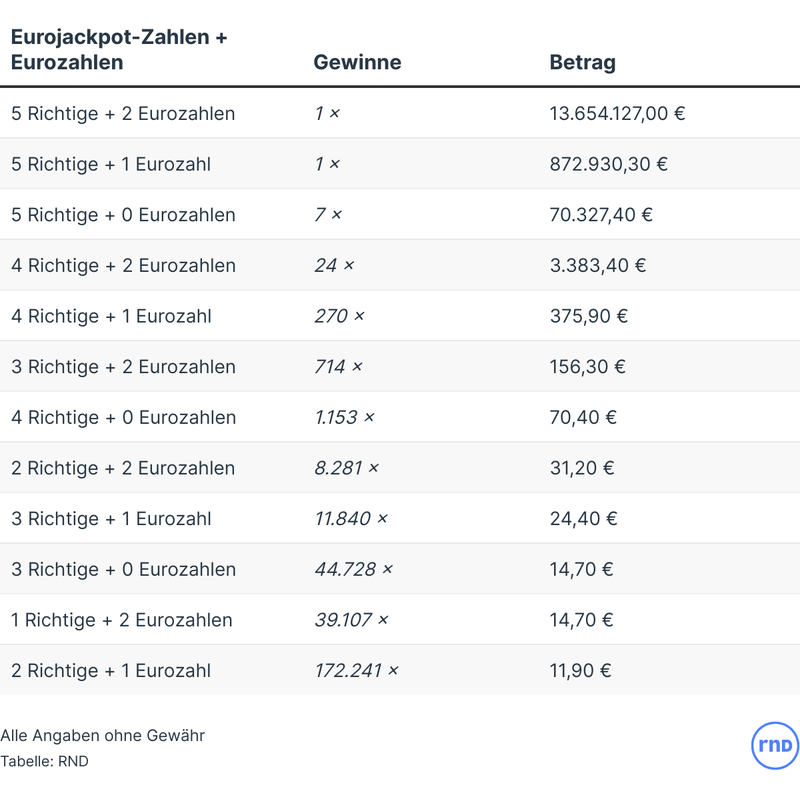 Eurojackpot-Zahlen +
Eurozahlen Gewinne Betrag
5 Richtige + 2 Eurozahlen 1 × 13.654.127,00 €
5 Richtige + 1 Eurozahl 1 × 872.930,30 €
5 Richtige + 0 Eurozahlen 7 × 70.327,40 €
4 Richtige + 2 Eurozahlen 24 × 3.383,40 €
4 Richtige + 1 Eurozahl 270 × 375,90 €
3 Richtige + 2 Eurozahlen 714 × 156,30 €
4 Richtige + 0 Eurozahlen 1.153 × 70,40 €
2 Richtige + 2 Eurozahlen 8.281 × 31,20 €
3 Richtige + 1 Eurozahl 11.840 × 24,40 €
3 Richtige + 0 Eurozahlen 44.728 × 14,70 €
1 Richtige + 2 Eurozahlen 39.107 × 14,70 €
2 Richtige + 1 Eurozahl 172.241 × 11,90 €
Alle Angaben ohne Gewähr
Tabelle: RND
rnD